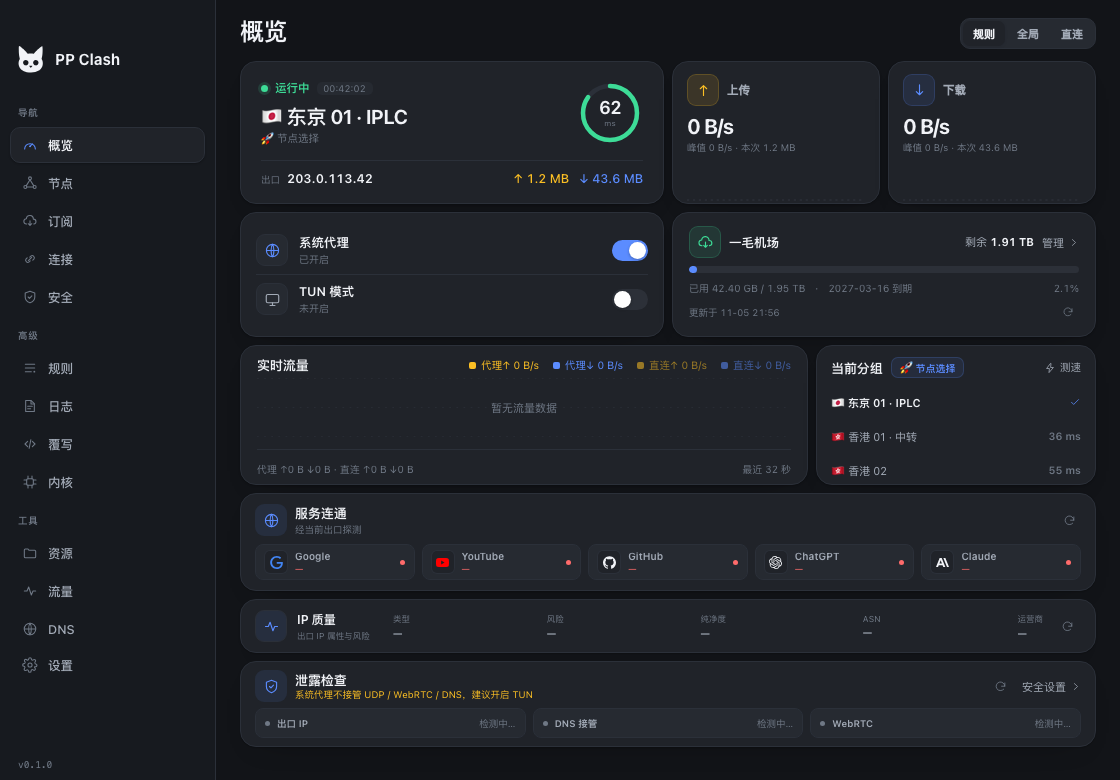 PP Clash
导航
概览
节点
订阅
连接
安全
高级
规则
日志
覆写
内核
工具
资源
流量
DNS
设置
v0.1.0
概览
规则 全局 直连
运行中 00:42:02
🇯🇵 东京 01 · IPLC
🚀 节点选择
62
ms
出口 203.0.113.42 ↑ 1.2 MB ↓ 43.6 MB
↑ 上传
0 B/s
峰值 0 B/s · 本次 1.2 MB
↓ 下载
0 B/s
峰值 0 B/s · 本次 43.6 MB
系统代理
已开启
TUN 模式
未开启
一毛机场 剩余 1.91 TB 管理
已用 42.40 GB / 1.95 TB · 2027-03-16 到期 2.1%
更新于 11-05 21:56
实时流量 代理↑ 0 B/s 代理↓ 0 B/s 直连↑ 0 B/s 直连↓ 0 B/s
暂无流量数据
代理 ↑0 B ↓0 B · 直连 ↑0 B ↓0 B 最近 32 秒
当前分组 🚀 节点选择 测速
🇯🇵 东京 01 · IPLC
🇭🇰 香港 01 · 中转 36 ms
🇭🇰 香港 02 55 ms
服务连通
经当前出口探测
Google YouTube GitHub ChatGPT Claude
— — — — —
IP 质量 类型 风险 纯净度 ASN 运营商
出口 IP 属性与风险 — — — — —
泄露检查
系统代理不接管 UDP / WebRTC / DNS，建议开启 TUN
安全设置
出口 IP 检测中... DNS 接管 检测中... WebRTC 检测中...